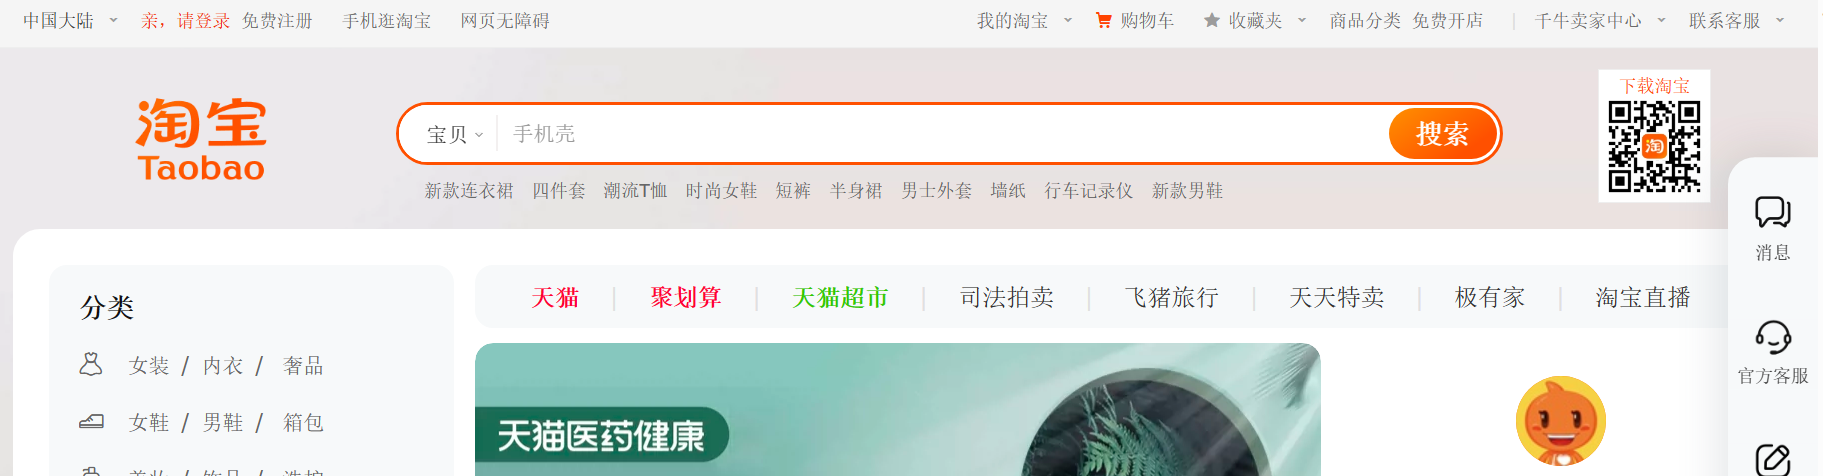 中国大陆 亲，请登录 免费注册 手机逛淘宝 网页无障碍 我的淘宝 购物车 收藏夹 商品分类 免费开店 千牛卖家中心 联系客服
下载淘宝
淘宝
Taobao
宝贝 手机壳 搜索
淘
新款连衣裙 四件套 潮流T恤 时尚女鞋 短裤 半身裙 男士外套 墙纸 行车记录仪 新款男鞋
消息
分类
天猫 聚划算 天猫超市 司法拍卖 飞猪旅行 天天特卖 极有家 淘宝直播
女装 / 内衣 / 奢品
官方客服
女鞋 / 男鞋 / 箱包
天猫医药健康